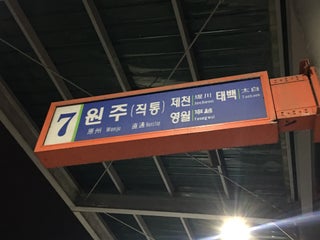 7 원주(직통) 제천 堤川 Jecheon 태백 太白 Taebaek
原州 Wonju 直通 Nonstop 영월 寧越 Yeongwol